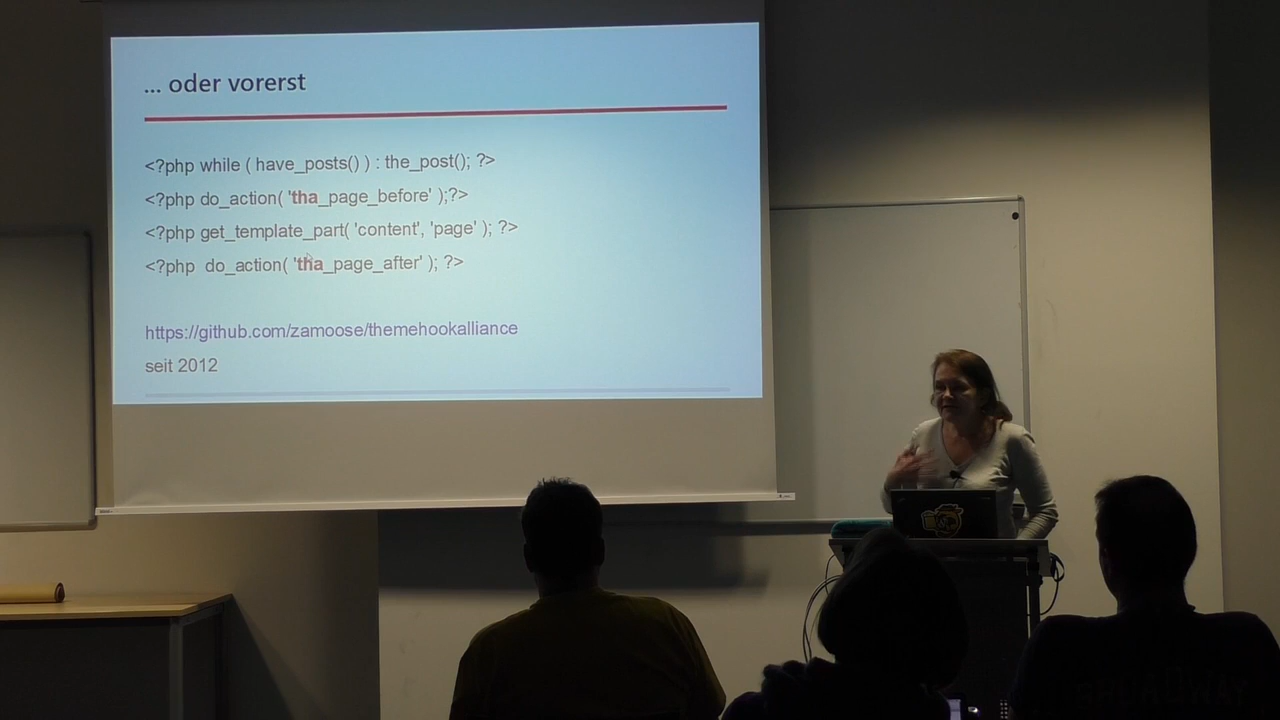 ... oder vorerst
<?php while ( have_posts() ) : the_post(); ?>
<?php do_action( 'tha_page_before' );?>
<?php get_template_part( 'content', 'page' ); ?>
<?php  do_action( 'tha_page_after' ); ?>
https://github.com/zamoose/themehookalliance
seit 2012